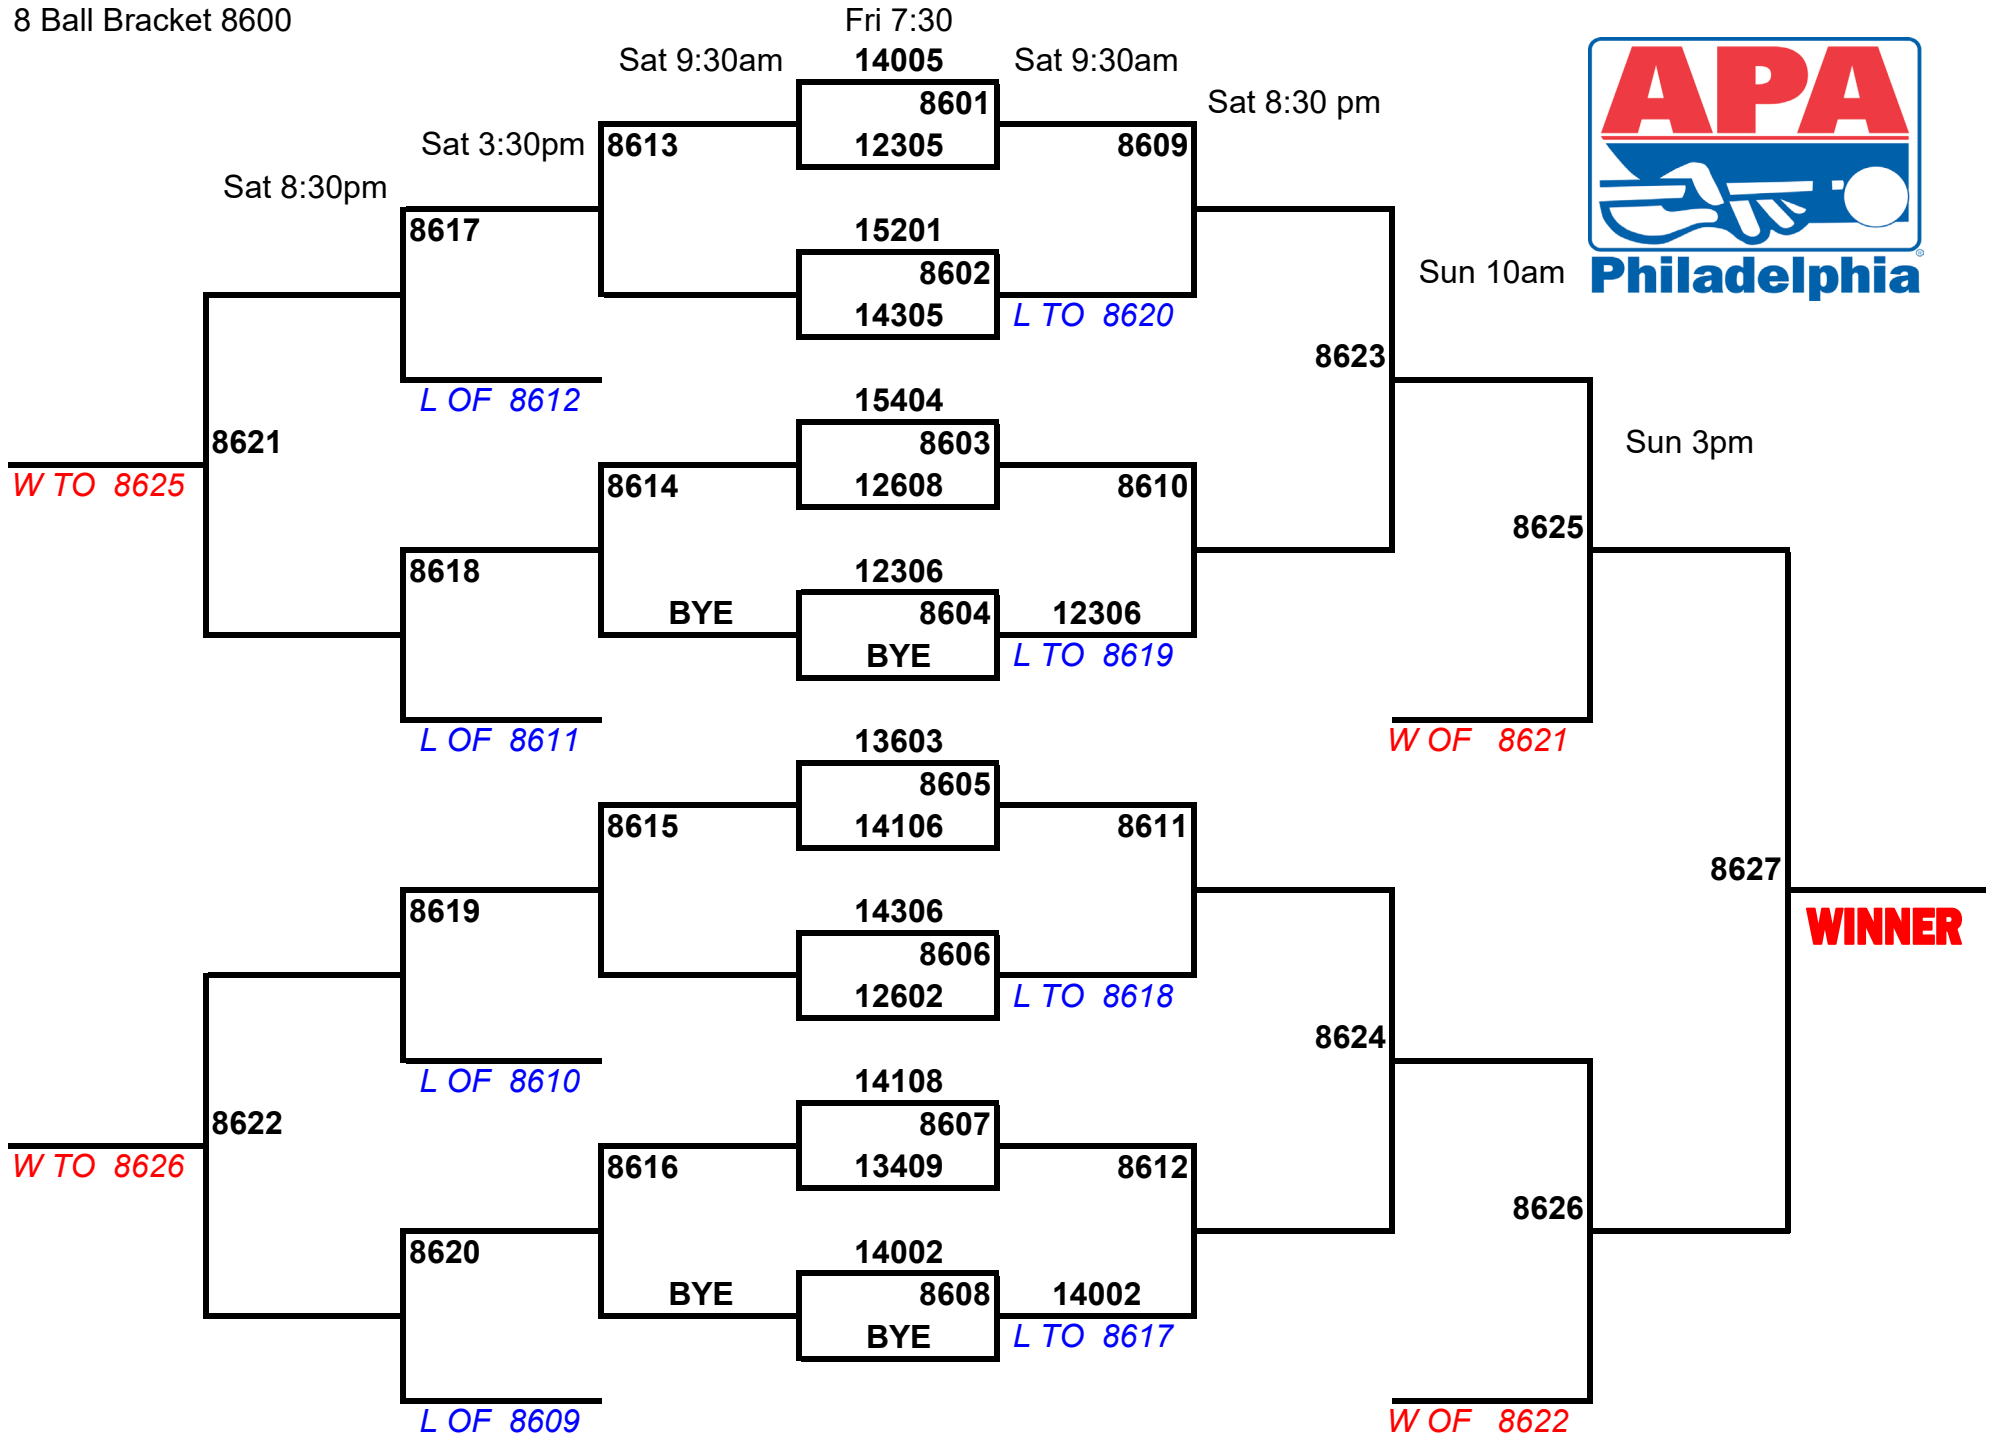 8 Ball Bracket 8600
Fri 7:30
Sat 9:30am
14005
Sat 9:30am
8601
Sat 8:30 pm
Sat 3:30pm
8613
12305
8609
Sat 8:30pm
8617
15201
8602
Sun 10am
14305
L TO 8620
8623
L OF 8612
15404
8621
8603
Sun 3pm
W TO 8625
8614
12608
8610
8625
8618
12306
BYE
8604
12306
BYE
L TO 8619
L OF 8611
13603
W OF 8621
8605
8615
14106
8611
8627
8619
14306
WINNER
8606
12602
L TO 8618
8624
L OF 8610
14108
8622
8607
W TO 8626
8616
13409
8612
8626
8620
14002
BYE
8608
14002
BYE
L TO 8617
L OF 8609
W OF 8622
APA
Philadelphia
®